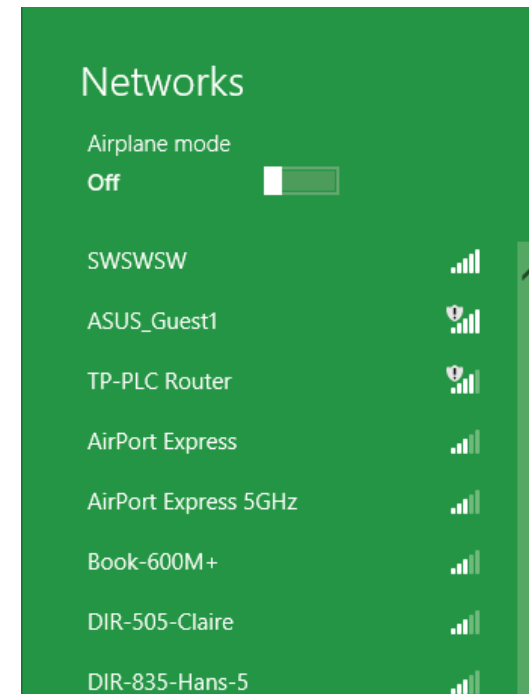 Networks
Airplane mode
Off
SWSWSW
ASUS_Guest1
TP-PLC Router
AirPort Express
AirPort Express 5GHz
Book-600M+
DIR-505-Claire
DIR-835-Hans-5